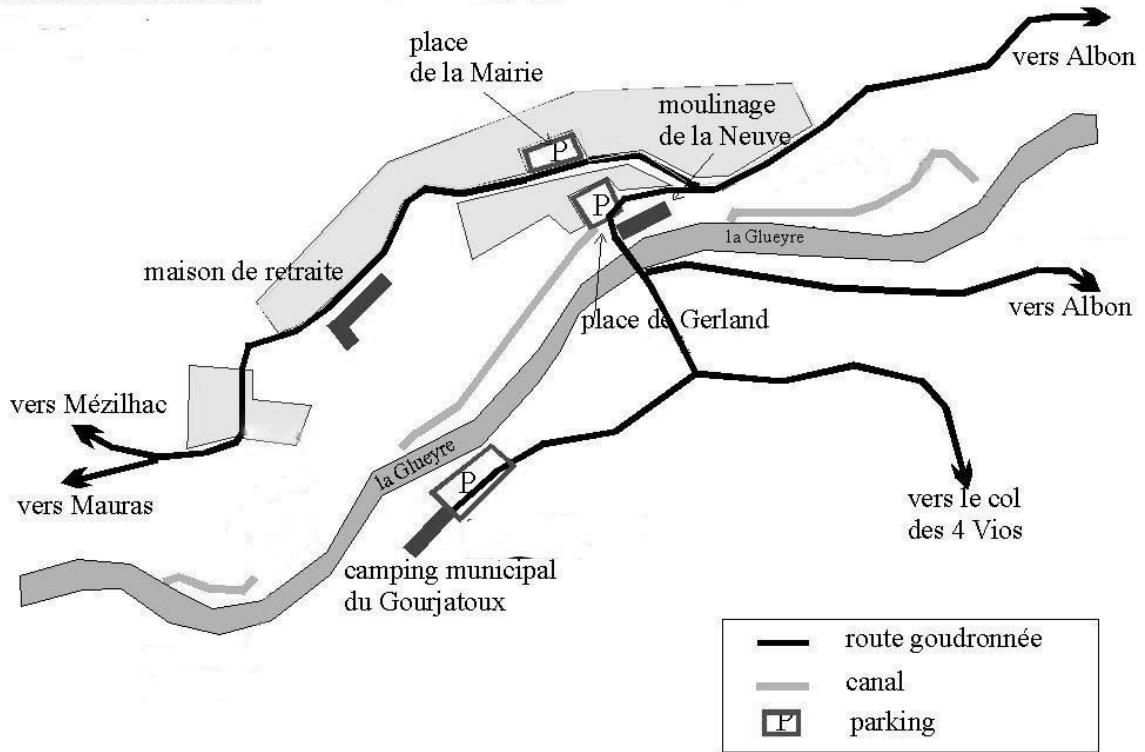 place
de la Mairie
moulinage
de la Neuve
vers Albon
P
P
la Glueyre
maison de retraite
place de Gerland
vers Albon
vers Mézilhac
vers Mauras
la Glueyre
P
vers le col
des 4 Vios
camping municipal
du Gourjatoux
route goudronnée
canal
P
parking